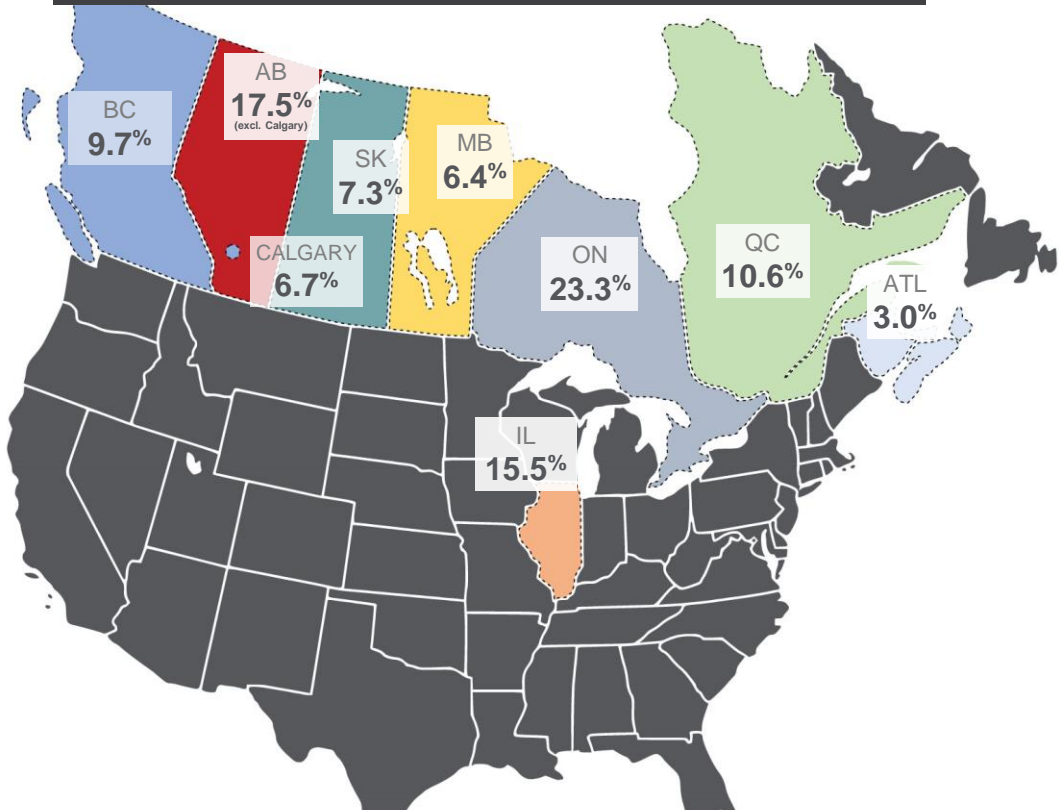 AB
17.5%
(excl. Calgary)
BC
9.7%
MB
6.4%
SK
7.3%
CALGARY
6.7%
ON
23.3%
QC
10.6%
ATL
3.0%
IL
15.5%